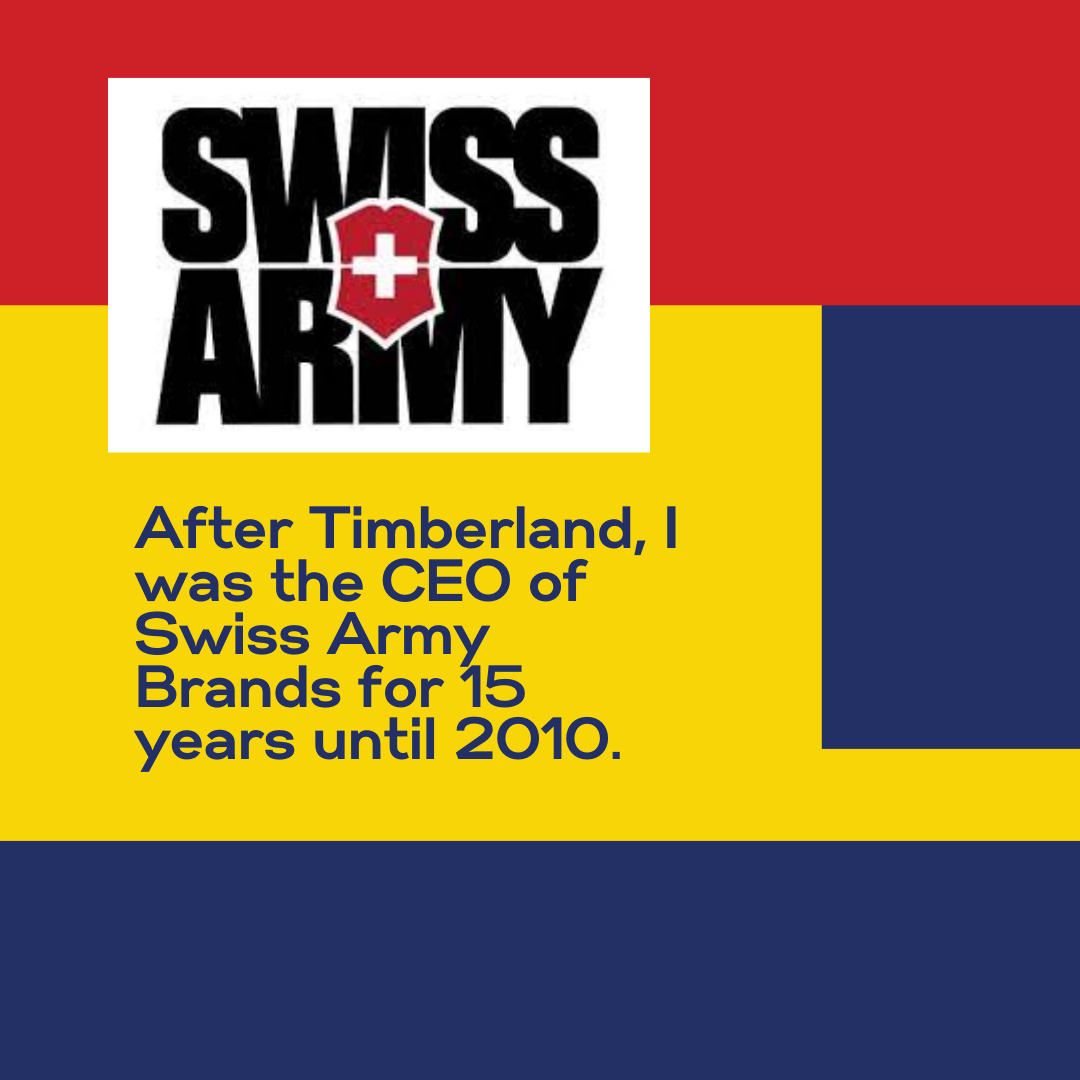 SWISS
ARMY
After Timberland, I
was the CEO of
Swiss Army
Brands for 15
years until 2010.